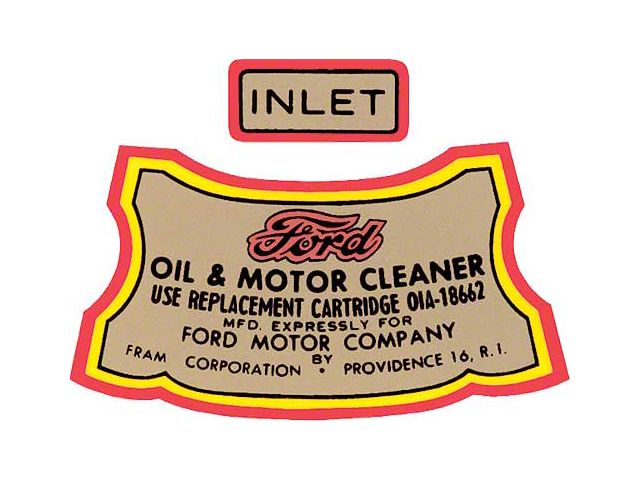 INLET
Ford
OIL & MOTOR CLEANER
USE REPLACEMENT CARTRIDGE 01A-18662
MFD. EXPRESSLY FOR
FORD MOTOR COMPANY
BY
FRAM CORPORATION • PROVIDENCE 16, R.I.